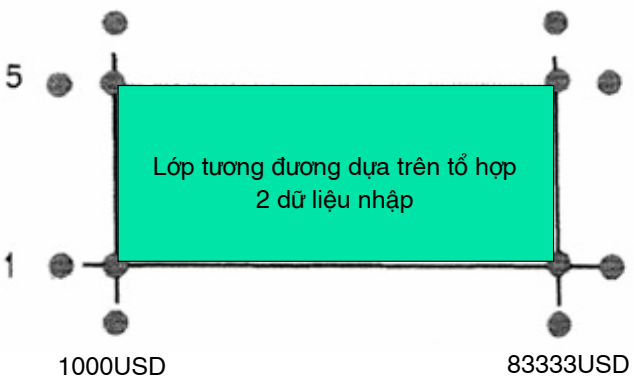 5
Lớp tương đương dựa trên tổ hợp
2 dữ liệu nhập
1
1000USD
83333USD